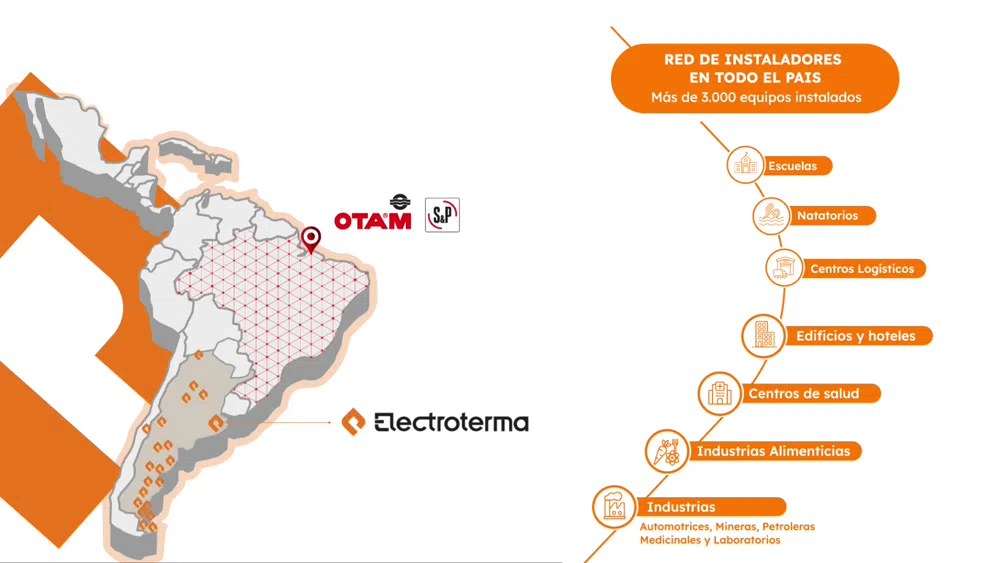 OTAM
S&P
Electroterma
RED DE INSTALADORES
EN TODO EL PAIS
Más de 3.000 equipos instalados
Escuelas
Natatorios
Centros Logísticos
Edificios y hoteles
Centros de salud
Industrias Alimenticias
Industrias
Automotrices, Mineras, Petroleras
Medicinales y Laboratorios